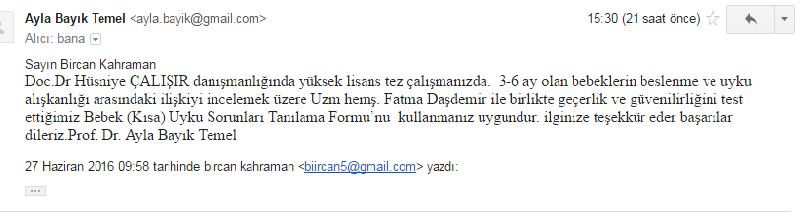 Ayla Bayık Temel <ayla.bayik@gmail.com> 15:30 (21 saat önce)
Alıcı: bana
Sayın Bircan Kahraman
Doc.Dr Hüsniye ÇALIŞIR danışmanlığında yüksek lisans tez çalışmanızda. 3-6 ay olan bebeklerin beslenme ve uyku
alışkanlığı arasındaki ilişkiyi incelemek üzere Uzm hemş. Fatma Daşdemir ile birlikte geçerlik ve güvenilirliğini test
ettiğimiz Bebek (Kısa) Uyku Sorunları Tanılama Formu’nu kullanmanız uygundur. ilginize teşekkür eder başarılar
dileriz.Prof. Dr. Ayla Bayık Temel
27 Haziran 2016 09:58 tarihinde bircan kahraman <biircan5@gmail.com> yazdı: